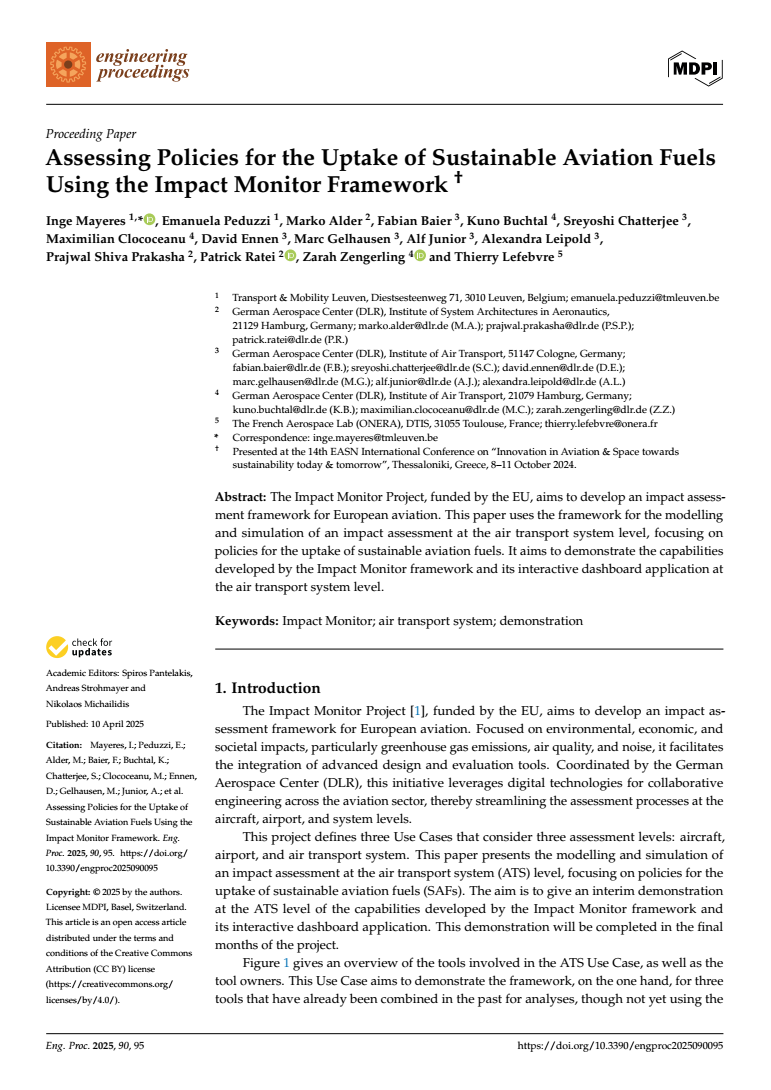 engineering
proceedings
MDPI
Proceeding Paper
Assessing Policies for the Uptake of Sustainable Aviation Fuels
Using the Impact Monitor Framework †
Inge Mayeres 1,*iD, Emanuela Peduzzi 1, Marko Alder 2, Fabian Baier 3, Kuno Buchtal 4, Sreyoshi Chatterjee 3,
Maximilian Clococeanu 4, David Ennen 3, Marc Gelhausen 3, Alf Junior 3, Alexandra Leipold 3,
Prajwal Shiva Prakasha 2, Patrick Ratei 2 iD, Zarah Zengerling 4 iD and Thierry Lefebvre 5
1 Transport & Mobility Leuven, Diestsesteenweg 71, 3010 Leuven, Belgium; emanuela.peduzzi@tmleuven.be
2 German Aerospace Center (DLR), Institute of System Architectures in Aeronautics,
21129 Hamburg, Germany; marko.alder@dlr.de (M.A.); prajwal.prakasha@dlr.de (P.S.P.);
patrick.ratei@dlr.de (P.R.)
3 German Aerospace Center (DLR), Institute of Air Transport, 51147 Cologne, Germany;
fabian.baier@dlr.de (F.B.); sreyoshi.chatterjee@dlr.de (S.C.); david.ennen@dlr.de (D.E.);
marc.gelhausen@dlr.de (M.G.); alf.junior@dlr.de (A.J.); alexandra.leipold@dlr.de (A.L.)
4 German Aerospace Center (DLR), Institute of Air Transport, 21079 Hamburg, Germany;
kuno.buchtal@dlr.de (K.B.); maximilian.clococeanu@dlr.de (M.C.); zarah.zengerling@dlr.de (Z.Z.)
5 The French Aerospace Lab (ONERA), DTIS, 31055 Toulouse, France; thierry.lefebvre@onera.fr
* Correspondence: inge.mayeres@tmleuven.be
† Presented at the 14th EASN International Conference on “Innovation in Aviation & Space towards
sustainability today & tomorrow”, Thessaloniki, Greece, 8–11 October 2024.
Abstract: The Impact Monitor Project, funded by the EU, aims to develop an impact assess-
ment framework for European aviation. This paper uses the framework for the modelling
and simulation of an impact assessment at the air transport system level, focusing on
policies for the uptake of sustainable aviation fuels. It aims to demonstrate the capabilities
developed by the Impact Monitor framework and its interactive dashboard application at
the air transport system level.
Keywords: Impact Monitor; air transport system; demonstration
check for
updates
Academic Editors: Spiros Pantelakis,
Andreas Strohmayer and
Nikolaos Michailidis
Published: 10 April 2025
Citation: Mayeres, I.; Peduzzi, E.;
Alder, M.; Baier, F.; Buchtal, K.;
Chatterjee, S.; Clococeanu, M.; Ennen,
D.; Gelhausen, M.; Junior, A.; et al.
Assessing Policies for the Uptake of
Sustainable Aviation Fuels Using the
Impact Monitor Framework. Eng.
Proc. 2025, 90, 95. https://doi.org/
10.3390/engproc2025090095
Copyright: © 2025 by the authors.
Licensee MDPI, Basel, Switzerland.
This article is an open access article
distributed under the terms and
conditions of the Creative Commons
Attribution (CC BY) license
(https://creativecommons.org/
licenses/by/4.0/).
1. Introduction
The Impact Monitor Project [1], funded by the EU, aims to develop an impact as-
sessment framework for European aviation. Focused on environmental, economic, and
societal impacts, particularly greenhouse gas emissions, air quality, and noise, it facilitates
the integration of advanced design and evaluation tools. Coordinated by the German
Aerospace Center (DLR), this initiative leverages digital technologies for collaborative
engineering across the aviation sector, thereby streamlining the assessment processes at the
aircraft, airport, and system levels.
This project defines three Use Cases that consider three assessment levels: aircraft,
airport, and air transport system. This paper presents the modelling and simulation of
an impact assessment at the air transport system (ATS) level, focusing on policies for the
uptake of sustainable aviation fuels (SAFs). The aim is to give an interim demonstration
at the ATS level of the capabilities developed by the Impact Monitor framework and
its interactive dashboard application. This demonstration will be completed in the final
months of the project.
Figure 1 gives an overview of the tools involved in the ATS Use Case, as well as the
tool owners. This Use Case aims to demonstrate the framework, on the one hand, for three
tools that have already been combined in the past for analyses, though not yet using the
Eng. Proc. 2025, 90, 95
https://doi.org/10.3390/engproc2025090095